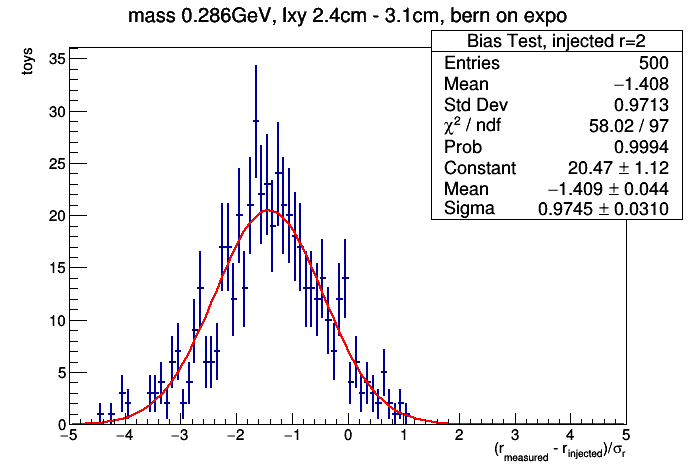 mass 0.286GeV, lxy 2.4cm - 3.1cm, bern on expo
toys
Bias Test, injected r=2
Entries 500
Mean −1.408
Std Dev 0.9713
χ² / ndf 58.02 / 97
Prob 0.9994
Constant 20.47 ± 1.12
Mean −1.409 ± 0.044
Sigma 0.9745 ± 0.0310
35
30
25
20
15
10
5
0
−5 −4 −3 −2 −1 0 1 2 3 4 5
(r_measured - r_injected)/σ_r